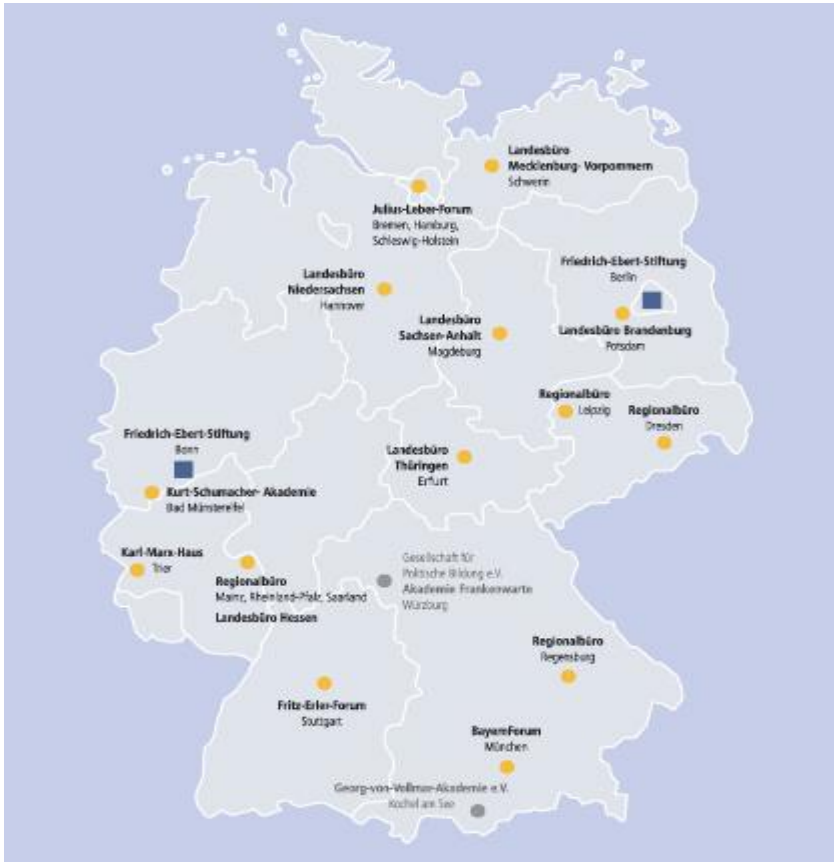 Landesbüro
Mecklenburg- Vorpommern
Schwerin
Julius-Leber-Forum
Bremen, Hamburg,
Schleswig-Holstein
Friedrich-Ebert-Stiftung
Berlin
Landesbüro
Niedersachsen
Hannover
Landesbüro
Sachsen-Anhalt
Magdeburg
Landesbüro Brandenburg
Potsdam
Regionalbüro
Leipzig
Regionalbüro
Dresden
Friedrich-Ebert-Stiftung
Bonn
Landesbüro
Thüringen
Erfurt
Kurt-Schumacher- Akademie
Bad Münstereifel
Karl-Marx-Haus
Trier
Regionalbüro
Mainz, Rheinland-Pfalz, Saarland
Landesbüro Hessen
Gesellschaft für
Politische Bildung e.V.
Akademie Frankenwarte
Würzburg
Regionalbüro
Regensburg
Fritz-Erler-Forum
Stuttgart
BayernForum
München
Georg-von-Vollmar-Akademie e.V.
Kochel am See